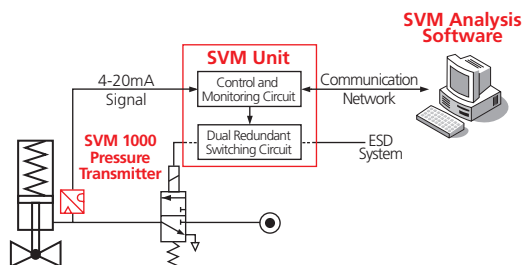 SVM Analysis
Software
SVM Unit
4-20mA
Signal
Control and
Monitoring Circuit
Communication
Network
SVM 1000
Pressure
Transmitter
Dual Redundant
Switching Circuit
ESD
System